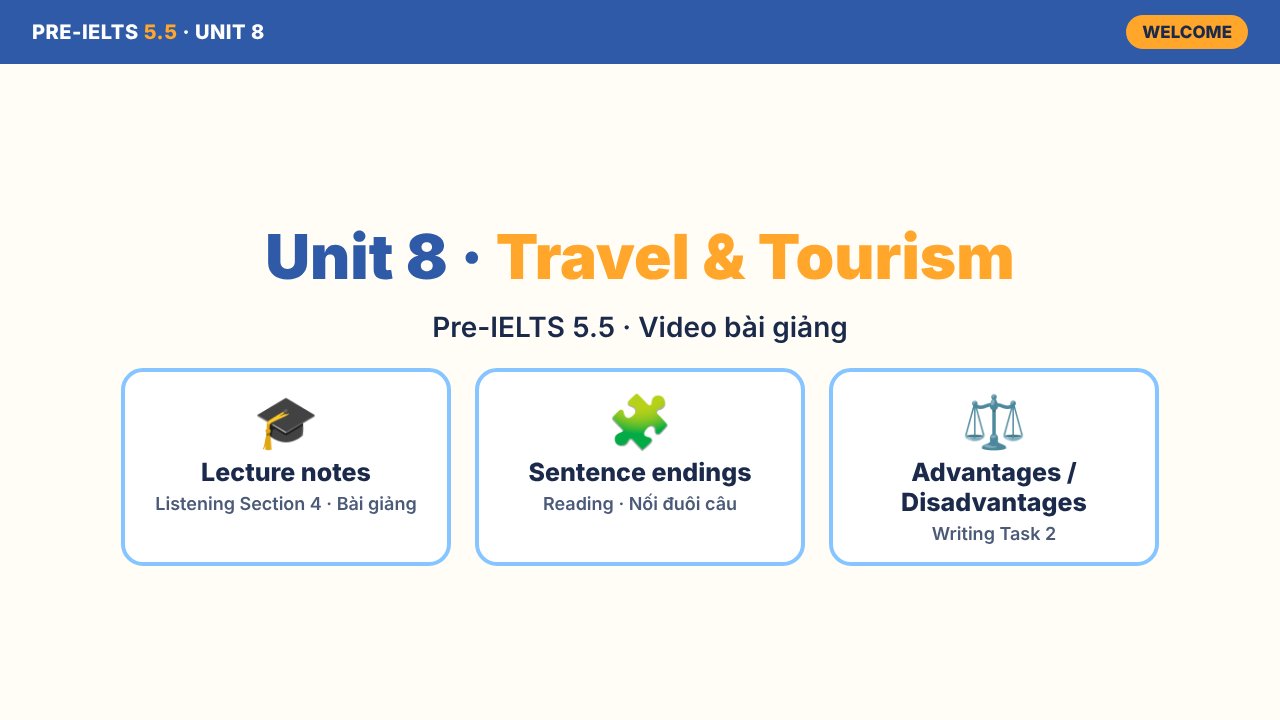 PRE-IELTS 5.5 · UNIT 8
WELCOME
Unit 8 · Travel & Tourism
Pre-IELTS 5.5 · Video bài giảng
Lecture notes
Listening Section 4 · Bài giảng
Sentence endings
Reading · Nối đuôi câu
Advantages /
Disadvantages
Writing Task 2